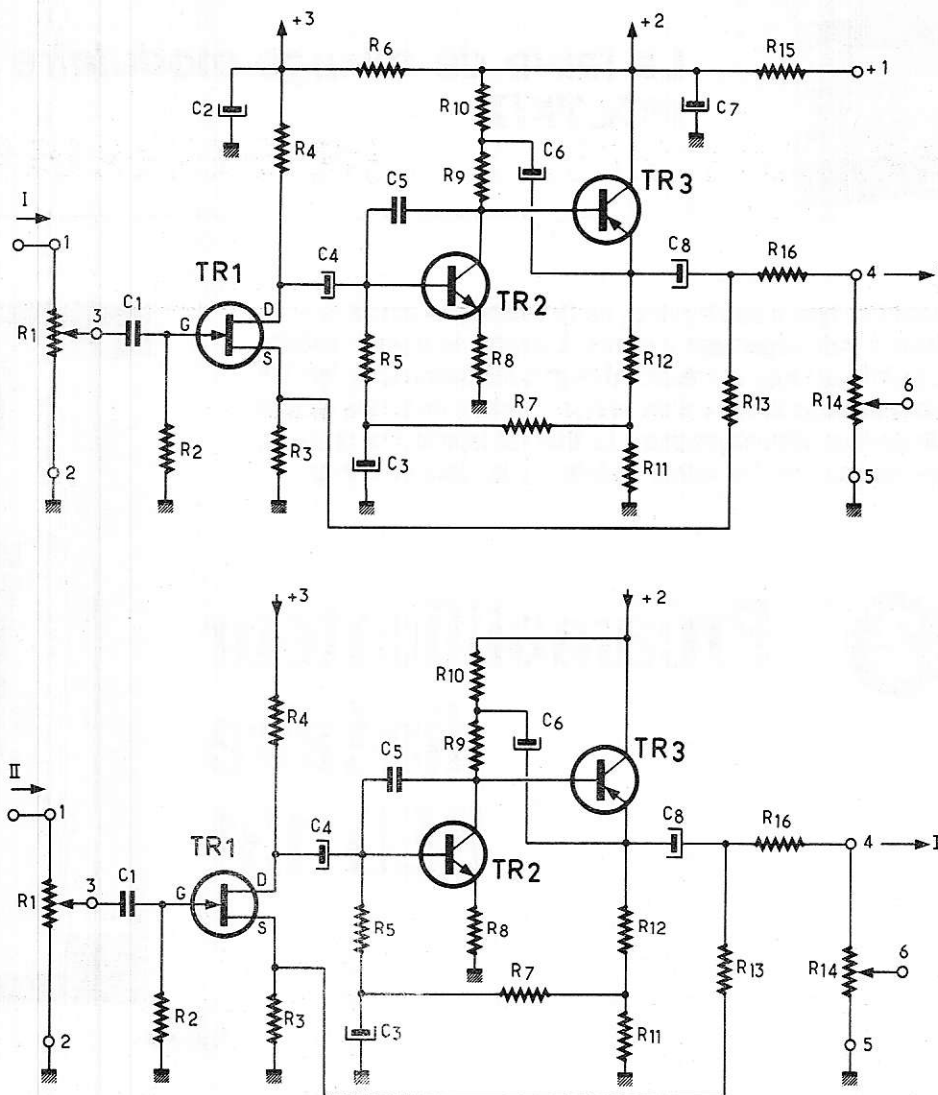 +3
+2
R6
R15
+1
C2
R10
C7
R4
C6
R9
TR3
C5
I
1
C4
C8
R16
4
TR1
D
TR2
3
C1
R1
G
S
R12
6
R5
R8
R13
R14
R7
R2
R3
2
C3
R11
5
+3
+2
R10
R4
C6
R9
TR3
C5
II
1
C4
C8
R16
4
TR1
D
TR2
3
C1
R1
G
S
R5
R8
R12
6
R13
R14
R7
R2
R3
C3
R11
2
5